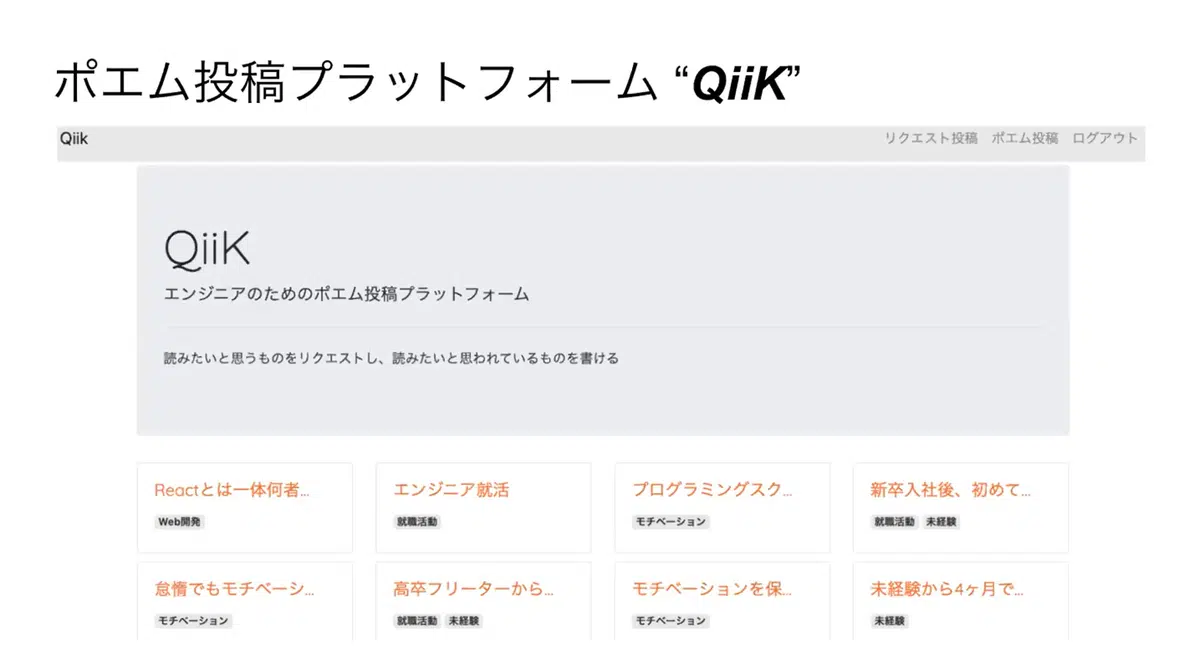 ポエム投稿プラットフォーム “QiiK”
Qiik リクエスト投稿 ポエム投稿 ログアウト
QiiK
エンジニアのためのポエム投稿プラットフォーム
読みたいと思うものをリクエストし、読みたいと思われているものを書ける
Reactとは一体何者... エンジニア就活 プログラミングスク... 新卒入社後、初めて...
Web開発 就職活動 モチベーション 就職活動 未経験
怠惰でもモチベーシ... 高卒フリーターから... モチベーションを保... 未経験から4ヶ月で...
モチベーション 就職活動 未経験 モチベーション 未経験